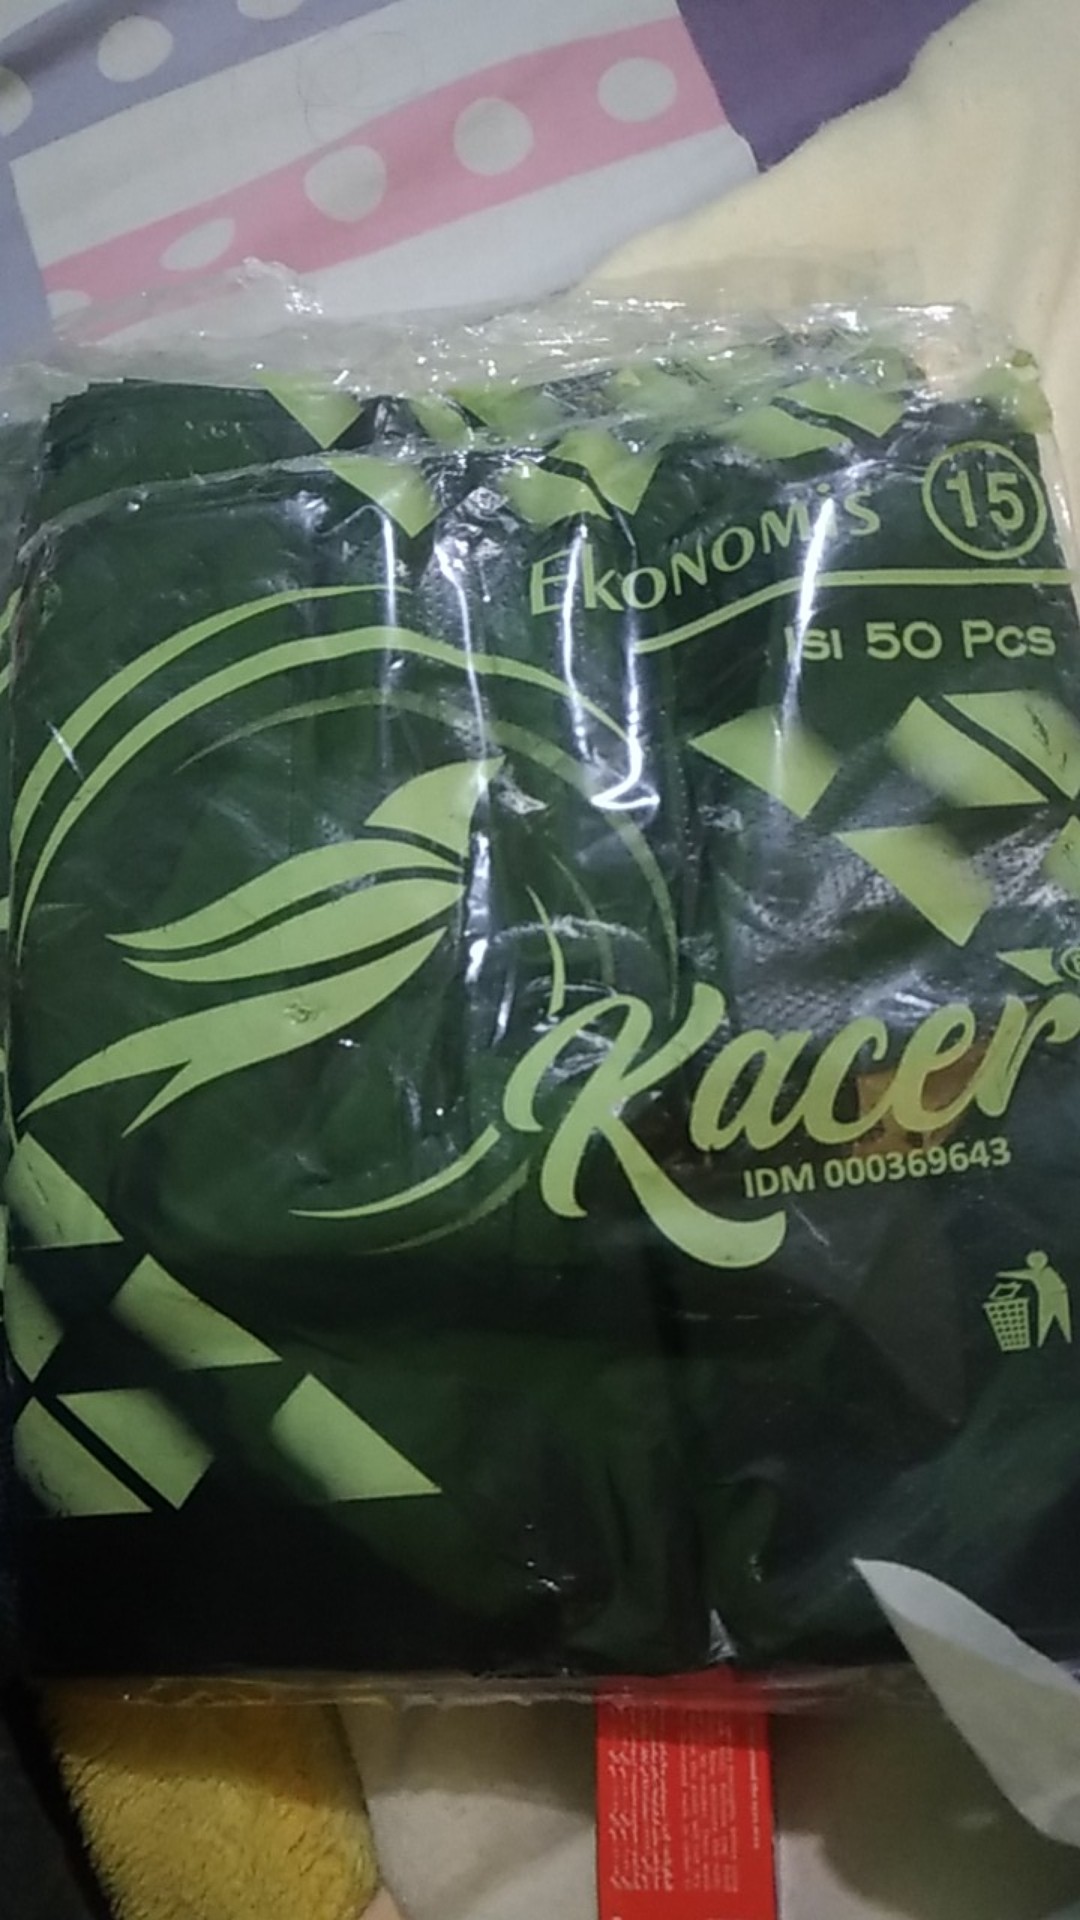 EkoNOMiS 15
Isi 50 Pcs
Kacer®
IDM 000369643